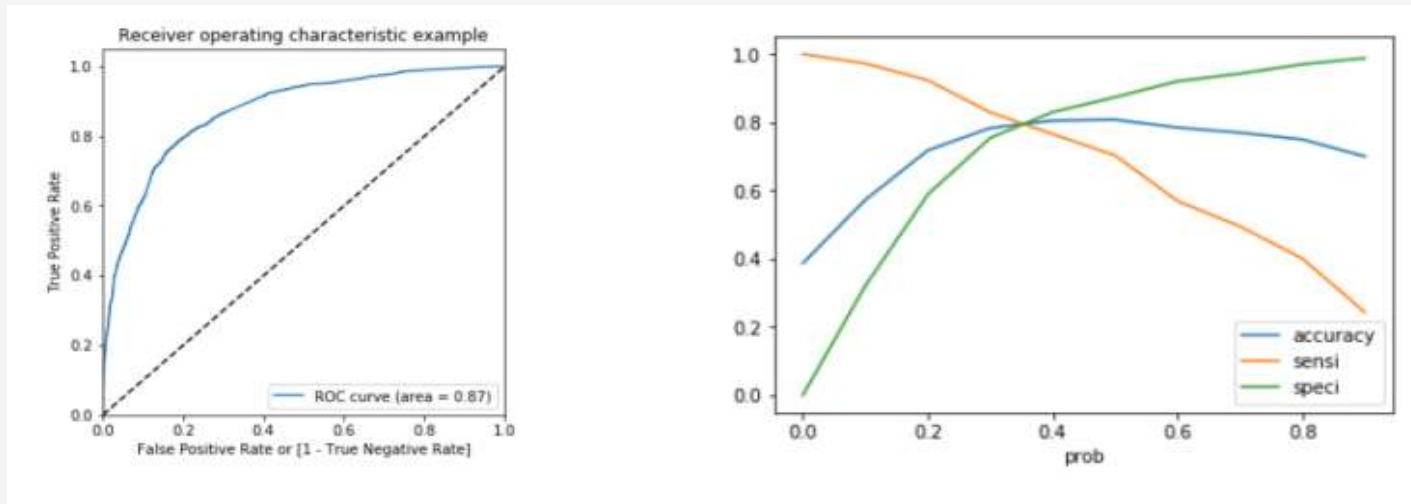 Receiver operating characteristic example
1.0
0.8
0.6
0.4
0.2
0.0
True Positive Rate
ROC curve (area = 0.87)
0.0 0.2 0.4 0.6 0.8 1.0
False Positive Rate or [1 - True Negative Rate]
1.0
0.8
0.6
0.4
0.2
0.0
accuracy
sensi
speci
0.0 0.2 0.4 0.6 0.8
prob